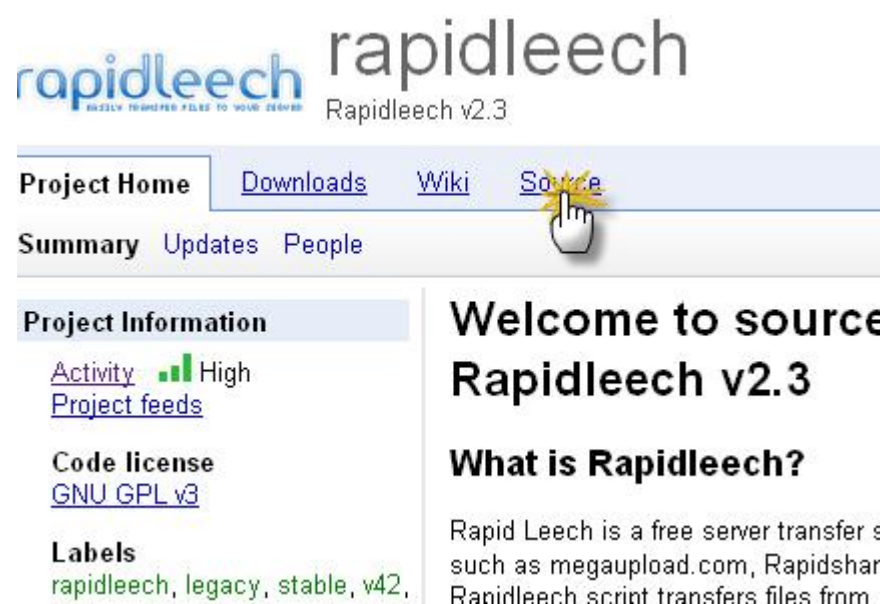 rapidleech
EASILY TRANSFER FILES TO YOUR SERVER
rapidleech
Rapidleech v2.3
Project Home Downloads Wiki Source
Summary Updates People
Project Information
Activity High
Project feeds
Code license
GNU GPL v3
Labels
rapidleech, legacy, stable, v42,
Welcome to source
Rapidleech v2.3
What is Rapidleech?
Rapid Leech is a free server transfer s
such as megaupload.com, Rapidshar
Rapidleech script transfers files from